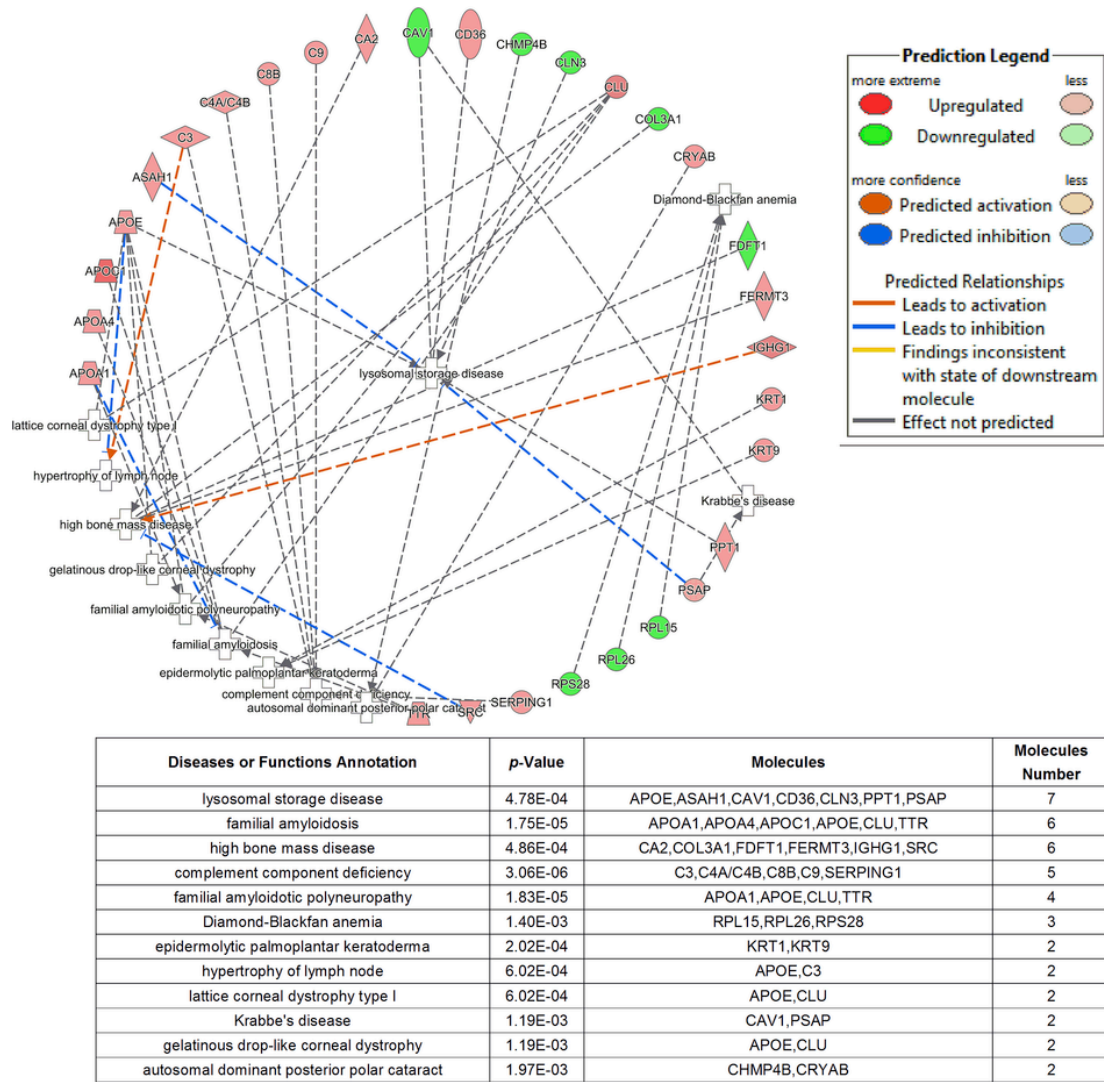 CA2
CAV1
CD36
CHMP4B
CLN3
C9
C8B
C4A/C4B
C3
ASAH1
APOE
APOC1
APOA4
APOA1
CLU
COL3A1
CRYAB
Diamond-Blackfan anemia
FDFT1
FERMT3
IGHG1
KRT1
KRT9
Krabbe's disease
PPT1
PSAP
RPL15
RPL26
RPS28
SERPING1
SRC
TTR
lysosomal storage disease
lattice corneal dystrophy type I
hypertrophy of lymph node
high bone mass disease
gelatinous drop-like corneal dystrophy
familial amyloidotic polyneuropathy
familial amyloidosis
epidermolytic palmoplantar keratoderma
complement component deficiency
autosomal dominant posterior polar cataract
Prediction Legend
more extreme less
Upregulated
Downregulated
more confidence less
Predicted activation
Predicted inhibition
Predicted Relationships
Leads to activation
Leads to inhibition
Findings inconsistent
with state of downstream
molecule
Effect not predicted
Diseases or Functions Annotation p-Value Molecules Molecules Number
lysosomal storage disease 4.78E-04 APOE,ASAH1,CAV1,CD36,CLN3,PPT1,PSAP 7
familial amyloidosis 1.75E-05 APOA1,APOA4,APOC1,APOE,CLU,TTR 6
high bone mass disease 4.86E-04 CA2,COL3A1,FDFT1,FERMT3,IGHG1,SRC 6
complement component deficiency 3.06E-06 C3,C4A/C4B,C8B,C9,SERPING1 5
familial amyloidotic polyneuropathy 1.83E-05 APOA1,APOE,CLU,TTR 4
Diamond-Blackfan anemia 1.40E-03 RPL15,RPL26,RPS28 3
epidermolytic palmoplantar keratoderma 2.02E-04 KRT1,KRT9 2
hypertrophy of lymph node 6.02E-04 APOE,C3 2
lattice corneal dystrophy type I 6.02E-04 APOE,CLU 2
Krabbe's disease 1.19E-03 CAV1,PSAP 2
gelatinous drop-like corneal dystrophy 1.19E-03 APOE,CLU 2
autosomal dominant posterior polar cataract 1.97E-03 CHMP4B,CRYAB 2